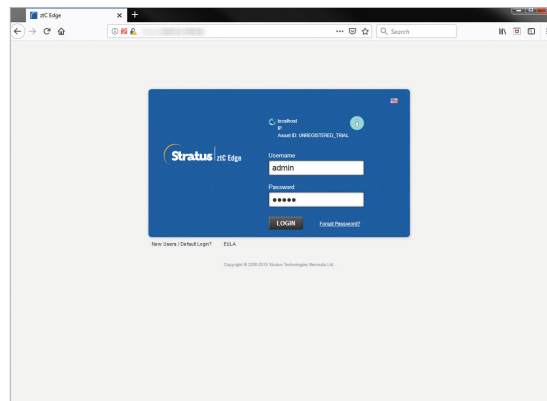 ztC Edge
Search
localhost
IP:
Asset ID: UNREGISTERED_TRIAL
Stratus ztC Edge
Username
admin
Password
LOGIN
Forgot Password?
New Users / Default Login?
EULA
Copyright © 2008-2019 Stratus Technologies Bermuda Ltd.